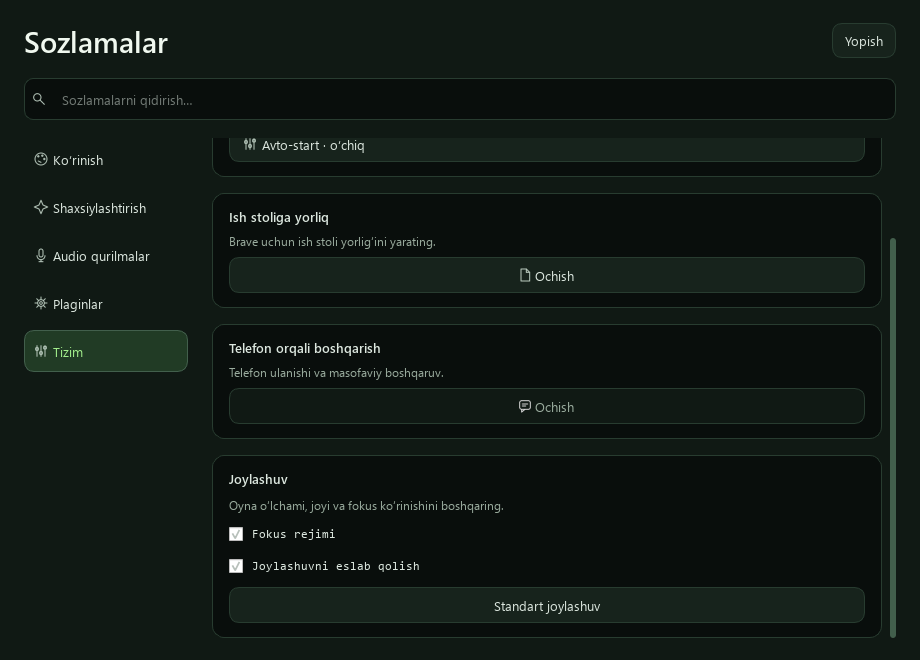 Sozlamalar
Yopish
Sozlamalarni qidirish...
Ko‘rinish
Shaxsiylashtirish
Audio qurilmalar
Plaginlar
Tizim
Avto-start · o‘chiq
Ish stoliga yorliq
Brave uchun ish stoli yorlig‘ini yarating.
Ochish
Telefon orqali boshqarish
Telefon ulanishi va masofaviy boshqaruv.
Ochish
Joylashuv
Oyna o‘lchami, joyi va fokus ko‘rinishini boshqaring.
Fokus rejimi
Joylashuvni eslab qolish
Standart joylashuv